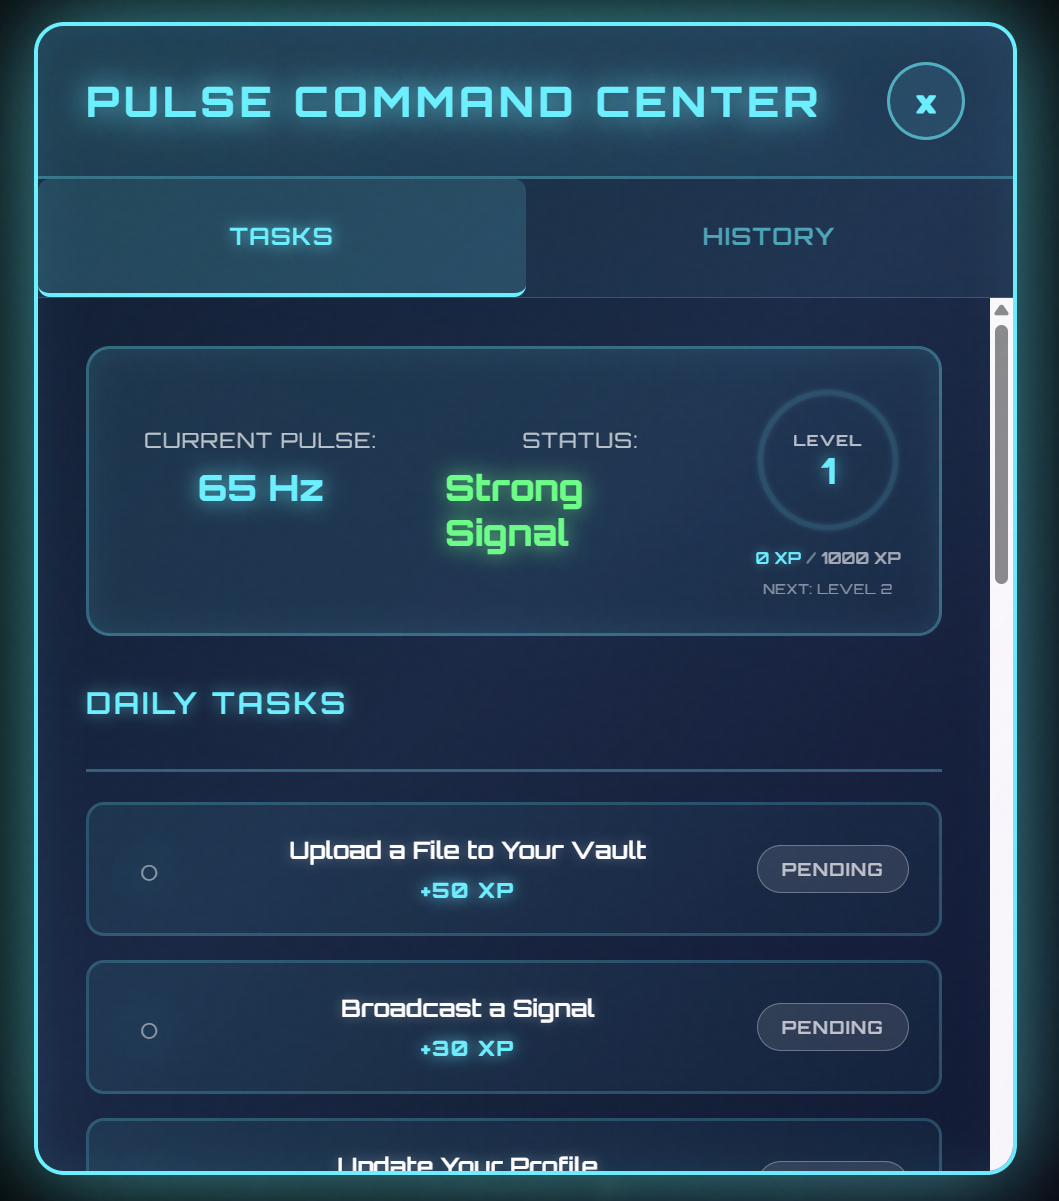 PULSE COMMAND CENTER
x
TASKS
HISTORY
CURRENT PULSE:
65 Hz
STATUS:
Strong
Signal
LEVEL
1
0 XP / 1000 XP
NEXT: LEVEL 2
DAILY TASKS
Upload a File to Your Vault
+50 XP
PENDING
Broadcast a Signal
+30 XP
PENDING
Update Your Profile